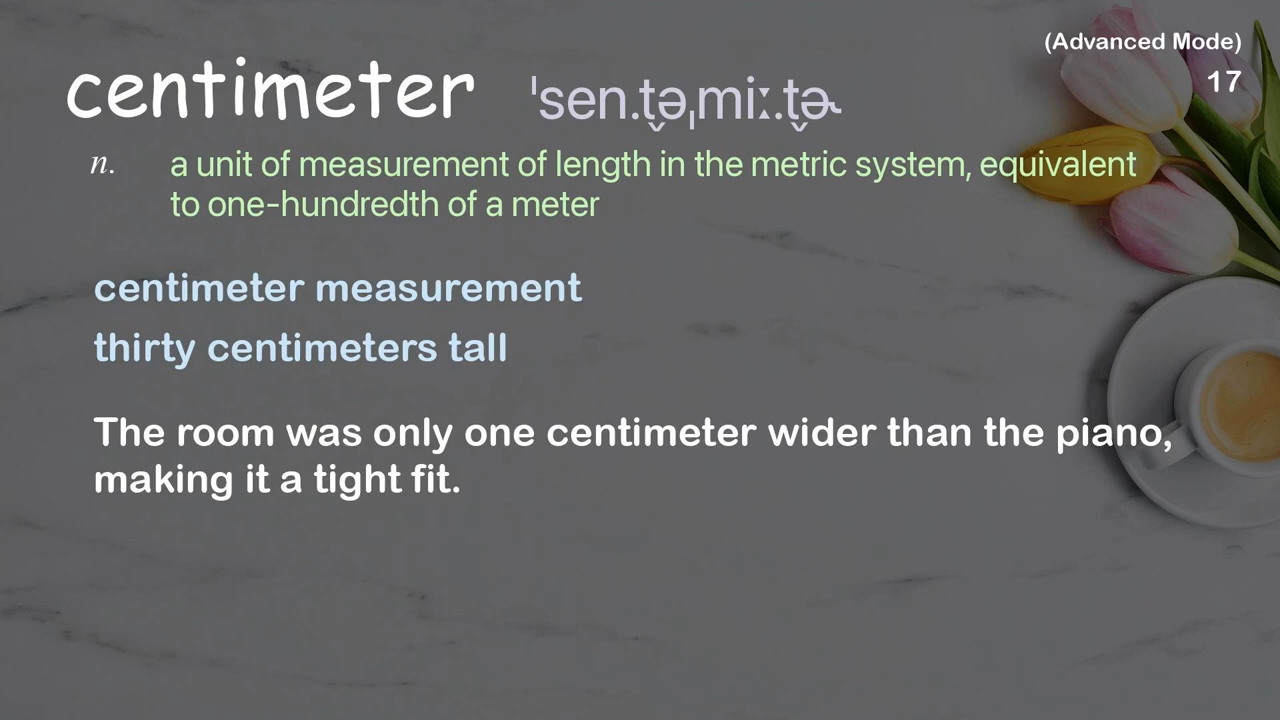 (Advanced Mode)
17
centimeter ˈsen.t̬əˌmiː.t̬ɚ
n. a unit of measurement of length in the metric system, equivalent
to one-hundredth of a meter
centimeter measurement
thirty centimeters tall
The room was only one centimeter wider than the piano,
making it a tight fit.